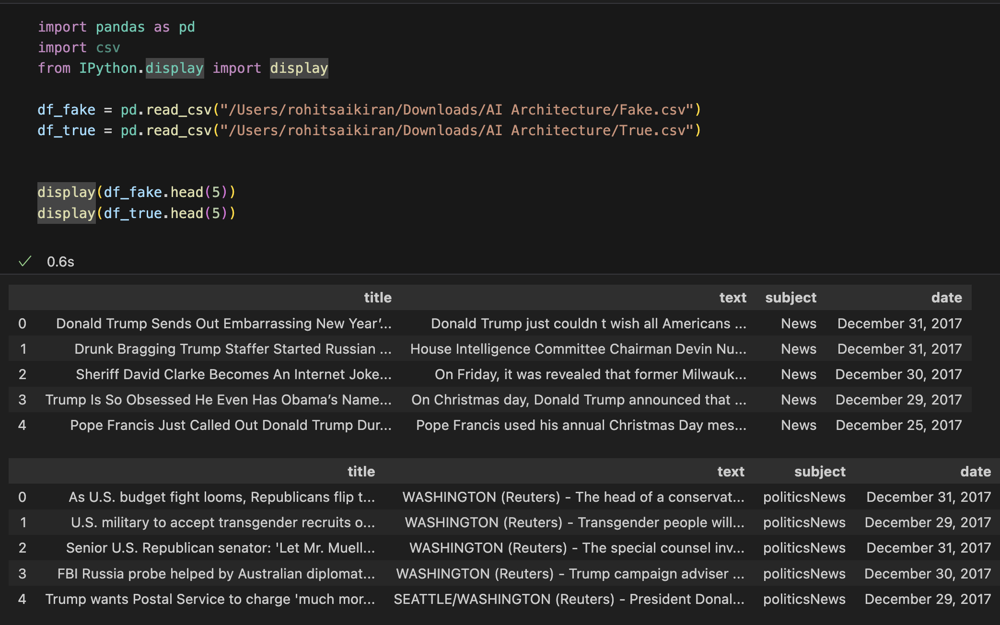 import pandas as pd
import csv
from IPython.display import display
df_fake = pd.read_csv("/Users/rohitsaikiran/Downloads/AI Architecture/Fake.csv")
df_true = pd.read_csv("/Users/rohitsaikiran/Downloads/AI Architecture/True.csv")
display(df_fake.head(5))
display(df_true.head(5))
0.6s
title text subject date
0 Donald Trump Sends Out Embarrassing New Year’... Donald Trump just couldn t wish all Americans ... News December 31, 2017
1 Drunk Bragging Trump Staffer Started Russian ... House Intelligence Committee Chairman Devin Nu... News December 31, 2017
2 Sheriff David Clarke Becomes An Internet Joke... On Friday, it was revealed that former Milwauk... News December 30, 2017
3 Trump Is So Obsessed He Even Has Obama’s Name... On Christmas day, Donald Trump announced that ... News December 29, 2017
4 Pope Francis Just Called Out Donald Trump Dur... Pope Francis used his annual Christmas Day mes... News December 25, 2017
title text subject date
0 As U.S. budget fight looms, Republicans flip t... WASHINGTON (Reuters) - The head of a conservat... politicsNews December 31, 2017
1 U.S. military to accept transgender recruits o... WASHINGTON (Reuters) - Transgender people will... politicsNews December 29, 2017
2 Senior U.S. Republican senator: 'Let Mr. Muell... WASHINGTON (Reuters) - The special counsel inv... politicsNews December 31, 2017
3 FBI Russia probe helped by Australian diplomat... WASHINGTON (Reuters) - Trump campaign adviser ... politicsNews December 30, 2017
4 Trump wants Postal Service to charge 'much mor... SEATTLE/WASHINGTON (Reuters) - President Donal... politicsNews December 29, 2017